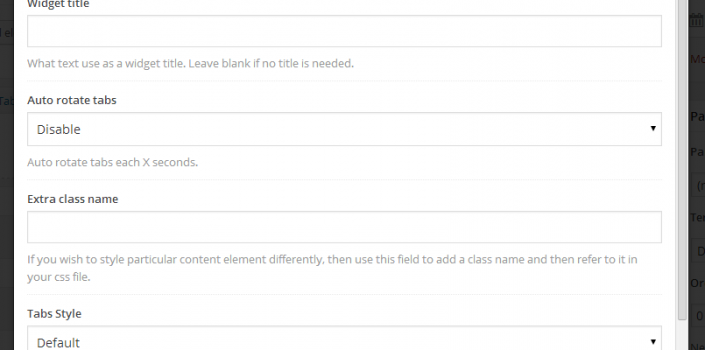 Widget title
What text use as a widget title. Leave blank if no title is needed.
Auto rotate tabs
Disable
Auto rotate tabs each X seconds.
Extra class name
If you wish to style particular content element differently, then use this field to add a class name and then refer to it in
your css file.
Tabs Style
Default